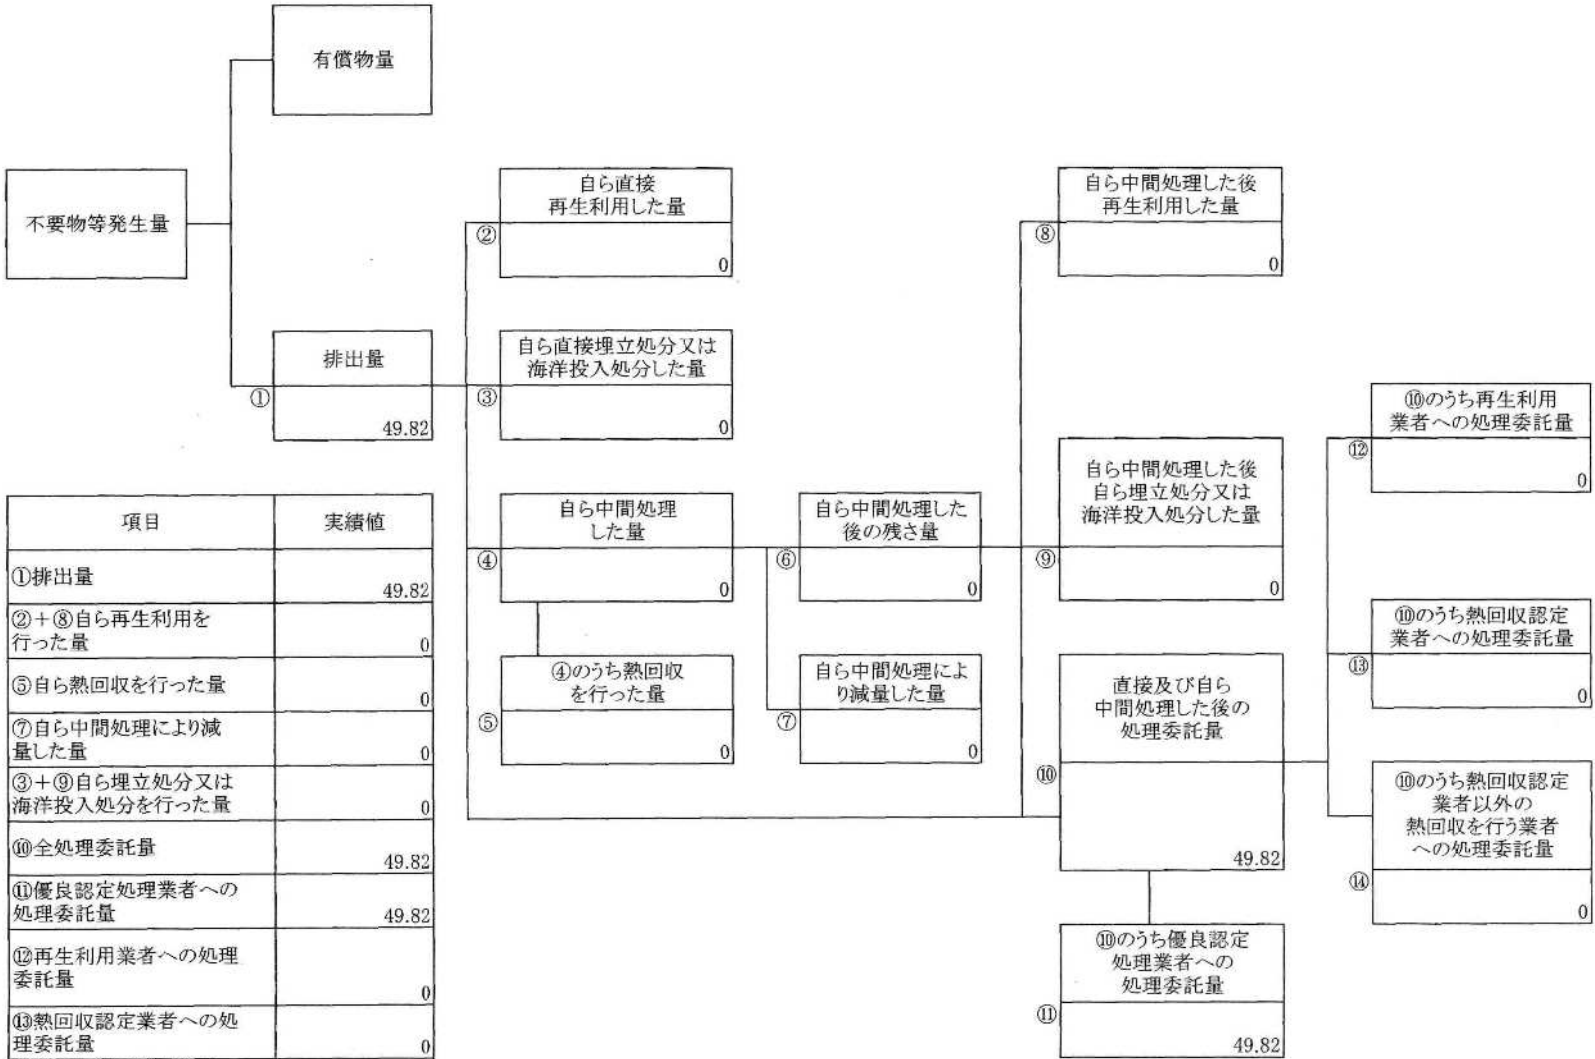 有償物量
不要物等発生量
排出量
①
49.82
自ら直接
再生利用した量
②
0
自ら直接埋立処分又は
海洋投入処分した量
③
0
自ら中間処理
した量
④
0
④のうち熱回収
を行った量
⑤
0
自ら中間処理した
後の残さ量
⑥
0
自ら中間処理によ
り減量した量
⑦
0
自ら中間処理した後
再生利用した量
⑧
0
自ら中間処理した後
自ら埋立処分又は
海洋投入処分した量
⑨
0
直接及び自ら
中間処理した後の
処理委託量
⑩
49.82
⑩のうち優良認定
処理業者への
処理委託量
⑪
49.82
⑩のうち再生利用
業者への処理委託量
⑫
0
⑩のうち熱回収認定
業者への処理委託量
⑬
0
⑩のうち熱回収認定
業者以外の
熱回収を行う業者
への処理委託量
⑭
0
項目 実績値
①排出量
49.82
②+⑧自ら再生利用を
行った量 0
⑤自ら熱回収を行った量
0
⑦自ら中間処理により減
量した量 0
③+⑨自ら埋立処分又は
海洋投入処分を行った量 0
⑩全処理委託量
49.82
⑪優良認定処理業者への
処理委託量 49.82
⑫再生利用業者への処理
委託量
0
⑬熱回収認定業者への処
理委託量 0